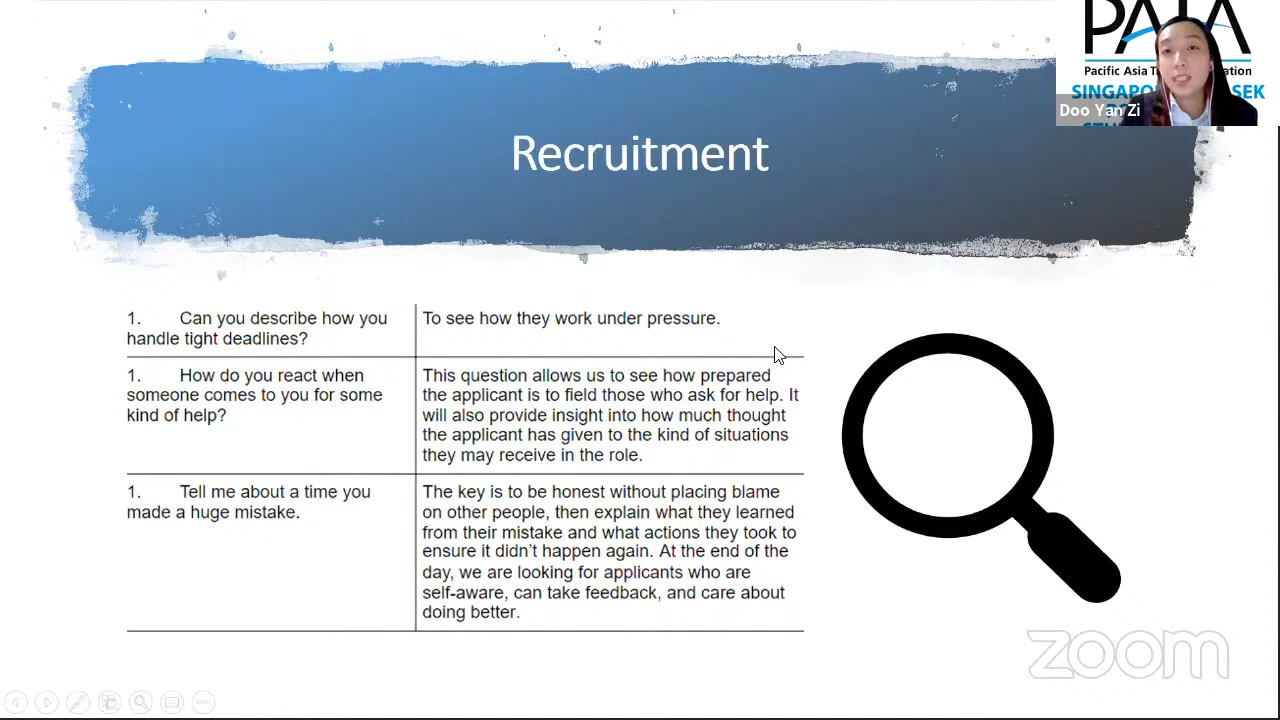 PATA
Pacific Asia T ation
SINGAPO SEK
Doo Yan Zi
Recruitment
1. Can you describe how you
handle tight deadlines?
To see how they work under pressure.
1. How do you react when
someone comes to you for some
kind of help?
This question allows us to see how prepared
the applicant is to field those who ask for help. It
will also provide insight into how much thought
the applicant has given to the kind of situations
they may receive in the role.
1. Tell me about a time you
made a huge mistake.
The key is to be honest without placing blame
on other people, then explain what they learned
from their mistake and what actions they took to
ensure it didn’t happen again. At the end of the
day, we are looking for applicants who are
self-aware, can take feedback, and care about
doing better.
zoom